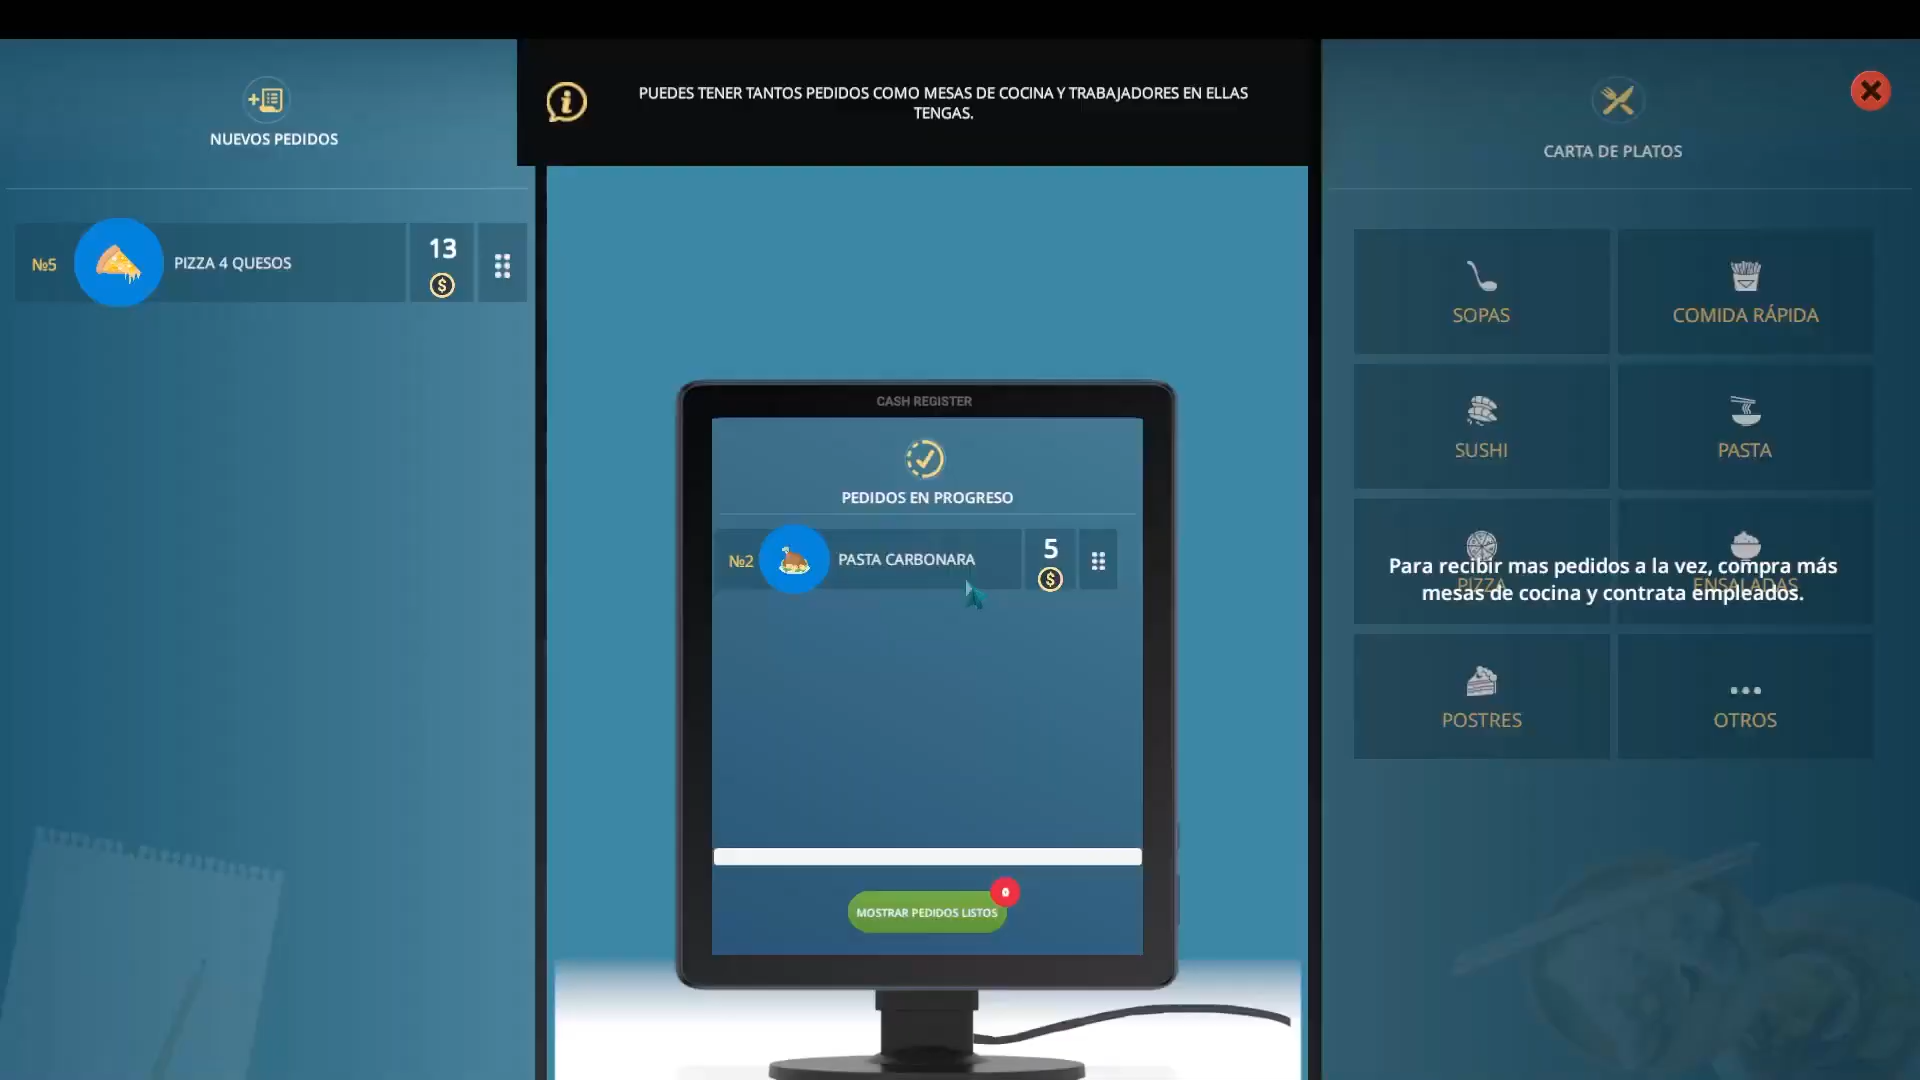 NUEVOS PEDIDOS
№5
PIZZA 4 QUESOS
13
PUEDES TENER TANTOS PEDIDOS COMO MESAS DE COCINA Y TRABAJADORES EN ELLAS
TENGAS.
CASH REGISTER
PEDIDOS EN PROGRESO
№2
PASTA CARBONARA
5
MOSTRAR PEDIDOS LISTOS
0
CARTA DE PLATOS
SOPAS
COMIDA RÁPIDA
SUSHI
PASTA
PIZZA
ENSALADAS
Para recibir mas pedidos a la vez, compra más
mesas de cocina y contrata empleados.
POSTRES
OTROS